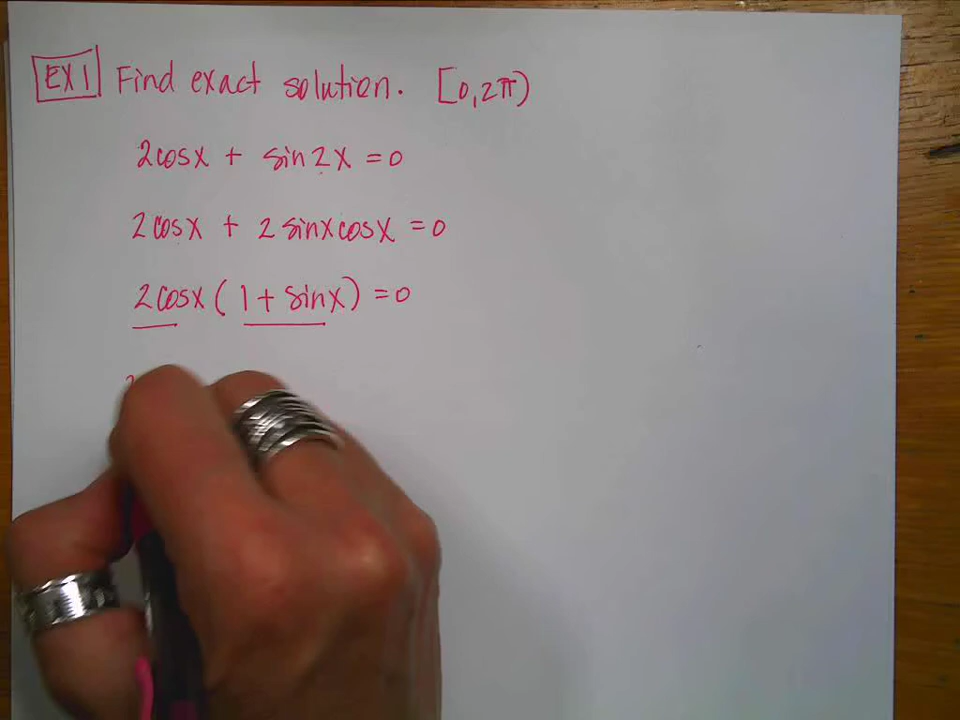 EX1 Find exact solution. [0,2π)
2cosx + sin2x = 0
2cosx + 2sinxcosx = 0
2cosx(1 + sinx) = 0